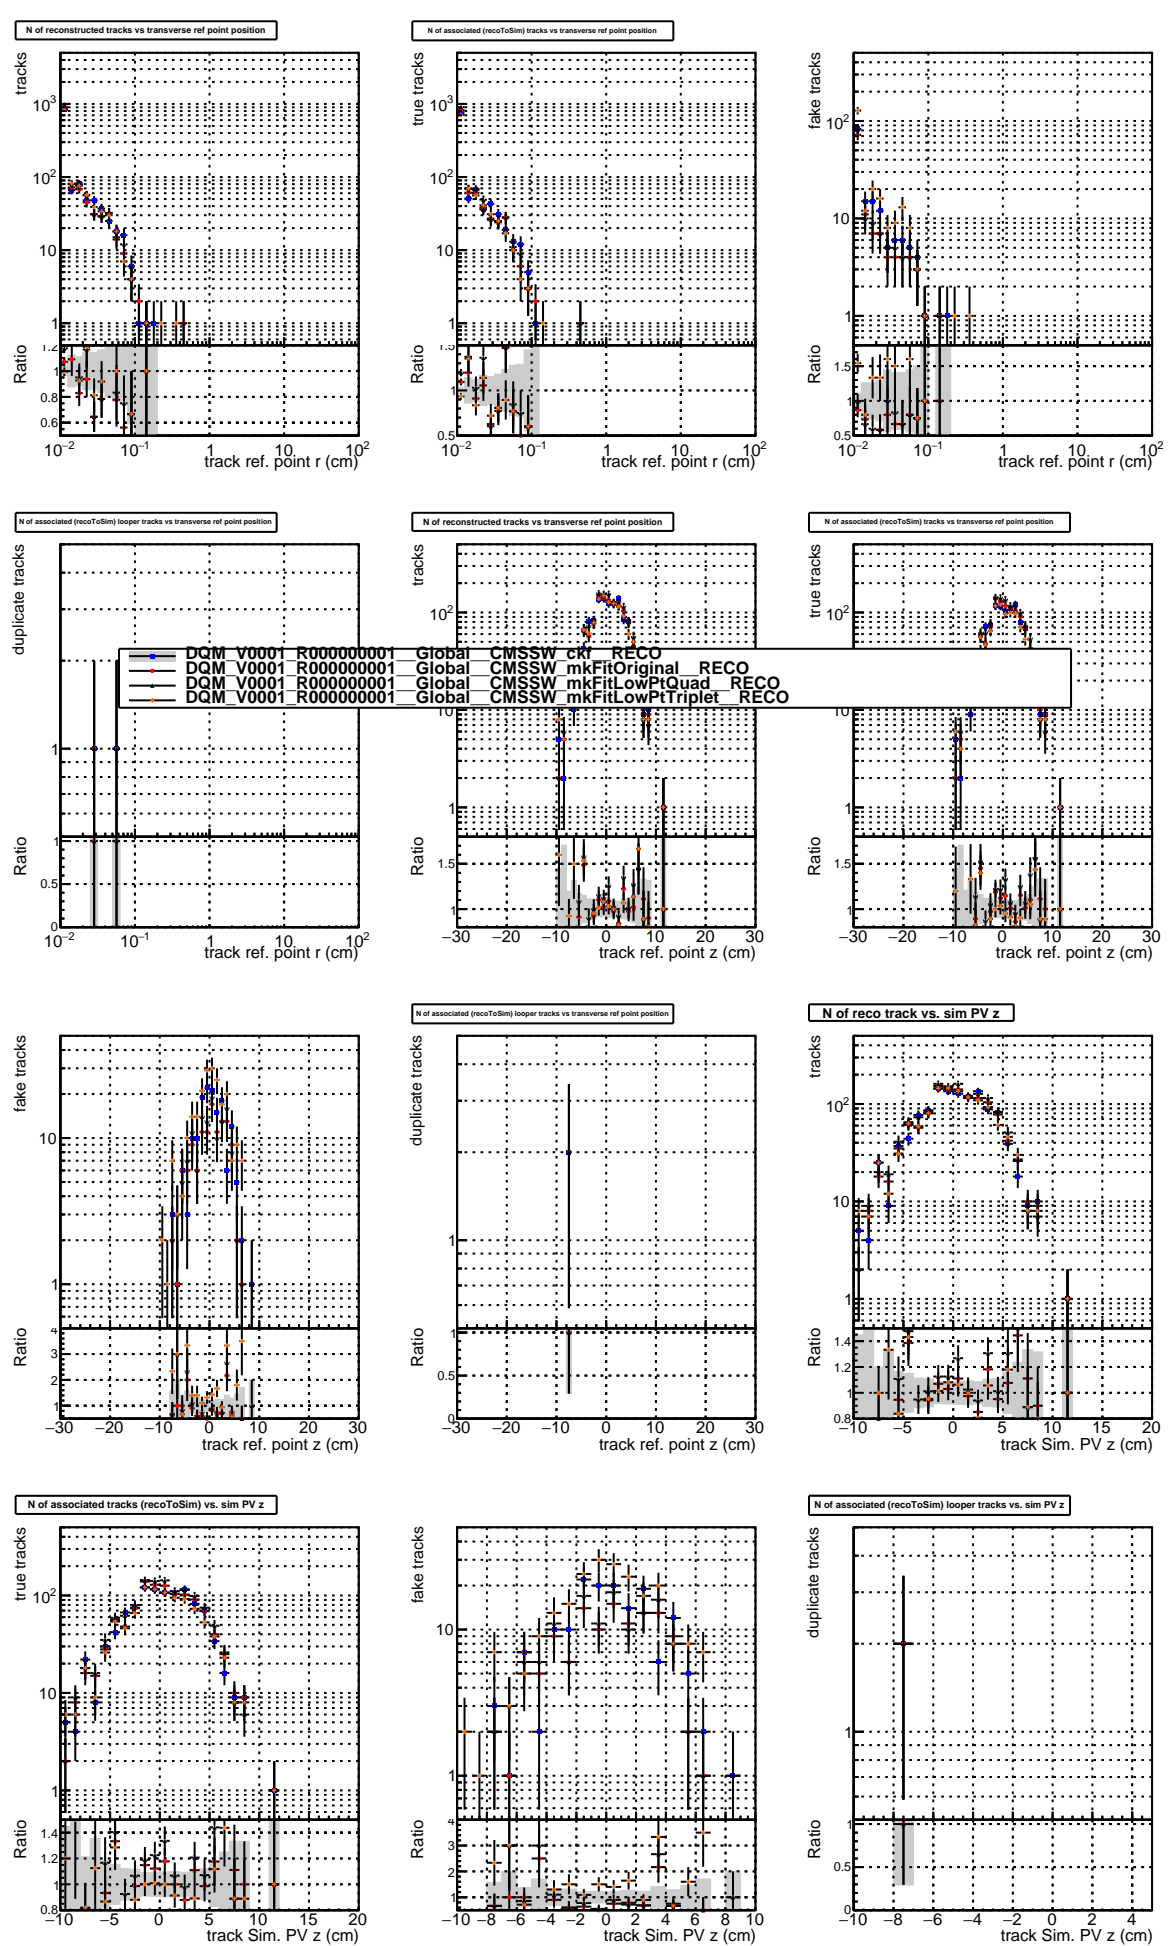 N of reconstructed tracks vs transverse ref point position
N of associated (recoToSim) tracks vs transverse ref point position
tracks
10³
10²
10
1
Ratio
1.2
1
0.8
0.6
10⁻² 10⁻¹ 1 10 10²
track ref. point r (cm)
true tracks
10³
10²
10
1
Ratio
1.5
1
0.5
10⁻² 10⁻¹ 1 10 10²
track ref. point r (cm)
fake tracks
10²
10
1
Ratio
1.5
1
0.5
10⁻² 10⁻¹ 1 10 10²
track ref. point r (cm)
N of associated (recoToSim) looper tracks vs transverse ref point position
N of reconstructed tracks vs transverse ref point position
N of associated (recoToSim) tracks vs transverse ref point position
duplicate tracks
1
Ratio
1
0.5
0
10⁻² 10⁻¹ 1 10 10²
track ref. point r (cm)
tracks
10²
10
1
Ratio
1.5
1
−30 −20 −10 0 10 20 30
track ref. point z (cm)
true tracks
10²
10
1
Ratio
1.5
1
−30 −20 −10 0 10 20 30
track ref. point z (cm)
DQM_V0001_R000000001__Global__CMSSW_ckf__RECO
DQM_V0001_R000000001__Global__CMSSW_mkFitOriginal__RECO
DQM_V0001_R000000001__Global__CMSSW_mkFitLowPtQuad__RECO
DQM_V0001_R000000001__Global__CMSSW_mkFitLowPtTriplet__RECO
N of associated (recoToSim) looper tracks vs transverse ref point position
N of reco track vs. sim PV z
fake tracks
10
1
Ratio
4
3
2
1
−30 −20 −10 0 10 20 30
track ref. point z (cm)
duplicate tracks
1
Ratio
1
0.5
0
−30 −20 −10 0 10 20 30
track ref. point z (cm)
tracks
10²
10
1
Ratio
1.4
1.2
1
0.8
−10 −5 0 5 10 15 20
track Sim. PV z (cm)
N of associated tracks (recoToSim) vs. sim PV z
N of associated (recoToSim) looper tracks vs. sim PV z
true tracks
10²
10
1
Ratio
1.4
1.2
1
0.8
−10 −5 0 5 10 15 20
track Sim. PV z (cm)
fake tracks
10
1
Ratio
4
3
2
1
−10 −8 −6 −4 −2 0 2 4 6 8 10
track Sim. PV z (cm)
duplicate tracks
1
Ratio
1
0.5
0
−10 −8 −6 −4 −2 0 2 4
track Sim. PV z (cm)